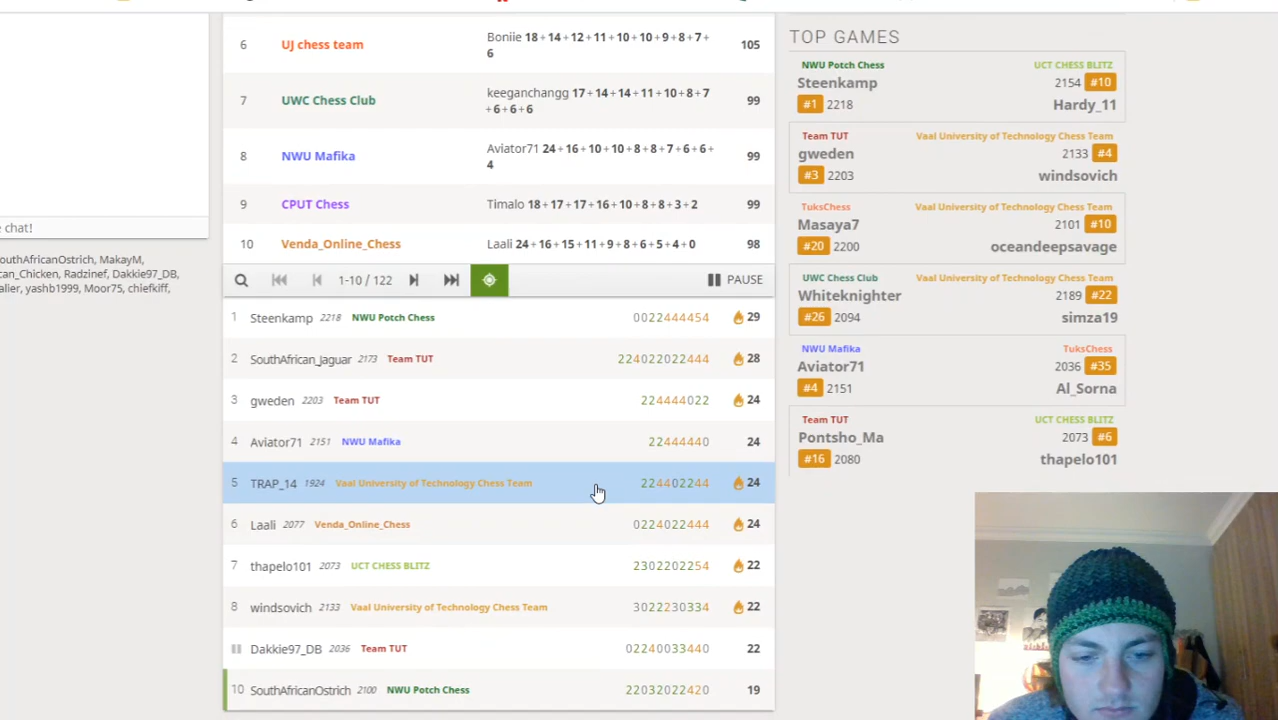 e chat!
outhAfricanOstrich, MakayM,
can_Chicken, Radzinef, Dakkie97_DB,
alier, yashb1999, Moor75, chiefkiff,
6 UJ chess team Boniie 18+14+12+11+10+10+9+8+7+ 105
6
7 UWC Chess Club keeganchangg 17+14+14+11+10+8+7 99
+6+6+6
8 NWU Mafika Aviator71 24+16+10+10+8+8+7+6+6+ 99
4
9 CPUT Chess Timalo 18+17+17+16+10+8+8+3+2 99
10 Venda_Online_Chess Laali 24+16+15+11+9+8+6+5+4+0 98
1-10 / 122 PAUSE
1 Steenkamp 2218 NWU Potch Chess 0022444454 29
2 SouthAfrican_Jaguar 2173 Team TUT 224022022444 28
3 gweden 2203 Team TUT 224444022 24
4 Aviator71 2151 NWU Mafika 22444440 24
5 TRAP_14 1924 Vaal University of Technology Chess Team 224402244 24
6 Laali 2077 Venda_Online_Chess 0224022444 24
7 thapelo101 2073 UCT CHESS BLITZ 2302202254 22
8 windsovich 2133 Vaal University of Technology Chess Team 3022230334 22
Dakkie97_DB 2036 Team TUT 02240033440 22
10 SouthAfricanOstrich 2100 NWU Potch Chess 22032022420 19
TOP GAMES
NWU Potch Chess UCT CHESS BLITZ
Steenkamp 2154 #10
#1 2218 Hardy_11
Team TUT Vaal University of Technology Chess Team
gweden 2133 #4
#3 2203 windsovich
TuksChess Vaal University of Technology Chess Team
Masaya7 2101 #10
#20 2200 oceandeepsavage
UWC Chess Club Vaal University of Technology Chess Team
Whiteknighter 2189 #22
#26 2094 simza19
NWU Mafika TuksChess
Aviator71 2036 #35
#4 2151 Al_Sorna
Team TUT UCT CHESS BLITZ
Pontsho_Ma 2073 #6
#16 2080 thapelo101